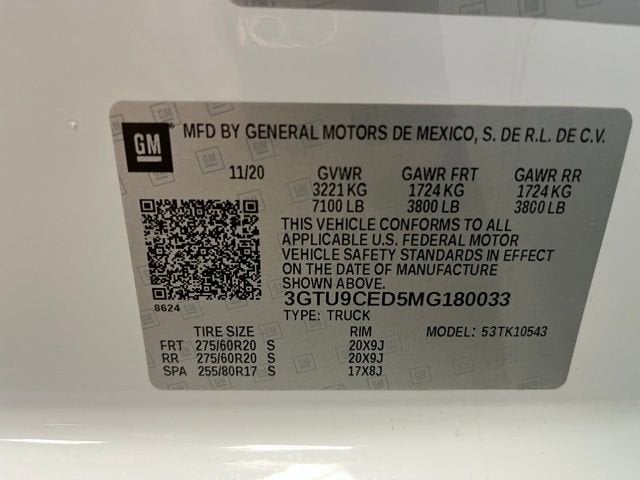 GM MFD BY GENERAL MOTORS DE MEXICO, S. DE R.L. DE C.V.
11/20 GVWR GAWR FRT GAWR RR
3221 KG 1724 KG 1724 KG
7100 LB 3800 LB 3800 LB
THIS VEHICLE CONFORMS TO ALL
APPLICABLE U.S. FEDERAL MOTOR
VEHICLE SAFETY STANDARDS IN EFFECT
ON THE DATE OF MANUFACTURE
SHOWN ABOVE.
3GTU9CED5MG180033
8624
TYPE: TRUCK
TIRE SIZE RIM MODEL: 53TK10543
FRT 275/60R20 S 20X9J
RR 275/60R20 S 20X9J
SPA 255/80R17 S 17X8J